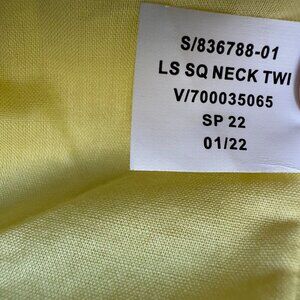 S/836788-01
LS SQ NECK TWI
V/700035065
SP 22
01/22